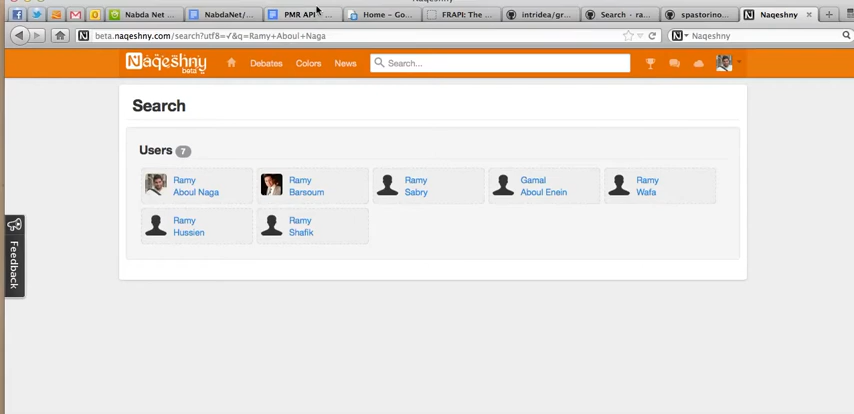 Naqeshny
Nabda Net ...
NabdaNet/...
PMR API ...
Home – Go...
FRAPI: The ...
intridea/gr...
Search · ra...
spastorino...
Naqeshny
beta.naqeshny.com/search?utf8=✓&q=Ramy+Aboul+Naga
Naqeshny
Naqeshny
beta
Debates
Colors
News
Search...
Search
Users 7
Ramy
Aboul Naga
Ramy
Barsoum
Ramy
Sabry
Gamal
Aboul Enein
Ramy
Wafa
Ramy
Hussien
Ramy
Shafik
Feedback